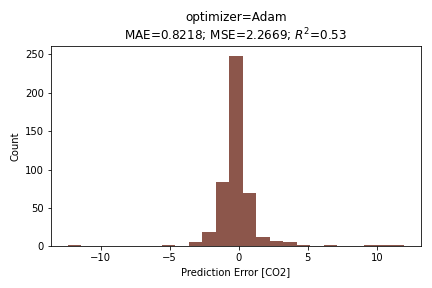 optimizer=Adam
MAE=0.8218; MSE=2.2669; R²=0.53
250
200
150
100
50
0
Count
−10
−5
0
5
10
Prediction Error [CO2]